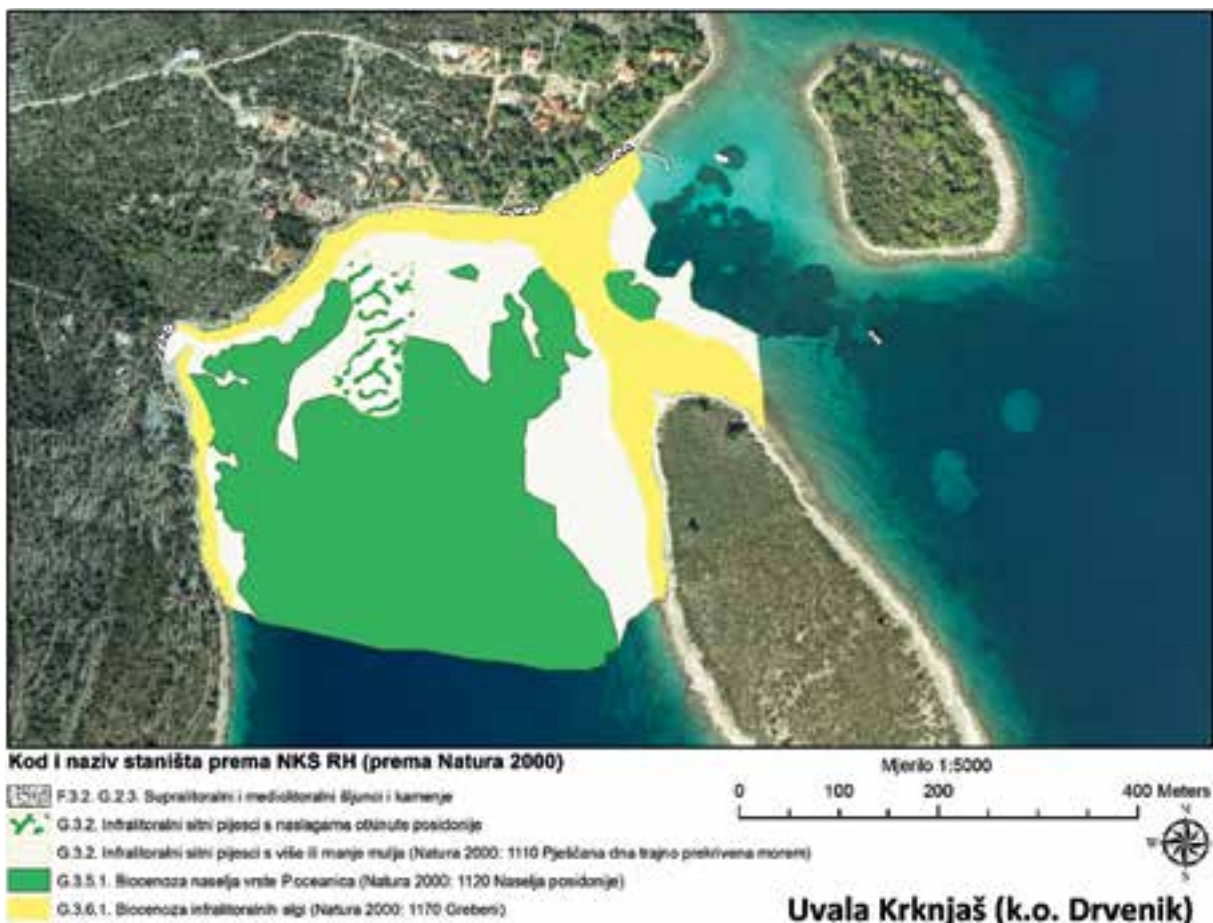 Kod i naziv staništa prema NKS RH (prema Natura 2000)
F.3.2. G.2.3. Supralitoralni i mediolitoralni šljunci i kamenje
G.3.2. Infralitoralni sitni pijesci s naslagama otkinute posidonije
G.3.2. Infralitoralni sitni pijesci s više ili manje mulja (Natura 2000: 1110 Pješčana dna trajno prekrivena morem)
G.3.5.1. Biocenoza naselja vrste Poceanica (Natura 2000: 1120 Naselja posidonije)
G.3.6.1. Biocenoza infralitoralnih algi (Natura 2000: 1170 Grebeni)
Mjerilo 1:5000
0 100 200 400 Meters
N
W E
S
Uvala Krknjaš (k.o. Drvenik)